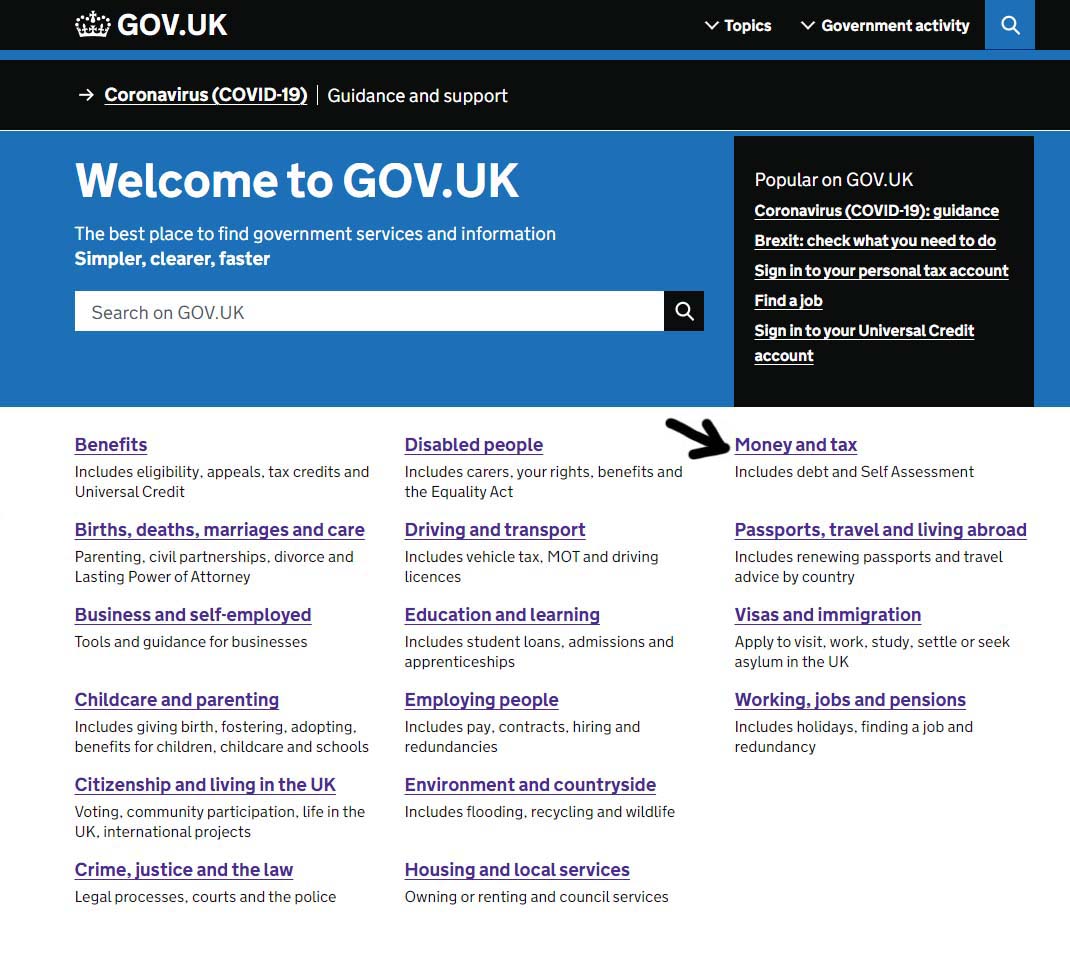 GOV.UK
Topics
Government activity
→ Coronavirus (COVID-19) | Guidance and support
Welcome to GOV.UK
The best place to find government services and information
Simpler, clearer, faster
Search on GOV.UK
Popular on GOV.UK
Coronavirus (COVID-19): guidance
Brexit: check what you need to do
Sign in to your personal tax account
Find a job
Sign in to your Universal Credit
account
Benefits
Includes eligibility, appeals, tax credits and
Universal Credit
Births, deaths, marriages and care
Parenting, civil partnerships, divorce and
Lasting Power of Attorney
Business and self-employed
Tools and guidance for businesses
Childcare and parenting
Includes giving birth, fostering, adopting,
benefits for children, childcare and schools
Citizenship and living in the UK
Voting, community participation, life in the
UK, international projects
Crime, justice and the law
Legal processes, courts and the police
Disabled people
Includes carers, your rights, benefits and
the Equality Act
Driving and transport
Includes vehicle tax, MOT and driving
licences
Education and learning
Includes student loans, admissions and
apprenticeships
Employing people
Includes pay, contracts, hiring and
redundancies
Environment and countryside
Includes flooding, recycling and wildlife
Housing and local services
Owning or renting and council services
Money and tax
Includes debt and Self Assessment
Passports, travel and living abroad
Includes renewing passports and travel
advice by country
Visas and immigration
Apply to visit, work, study, settle or seek
asylum in the UK
Working, jobs and pensions
Includes holidays, finding a job and
redundancy